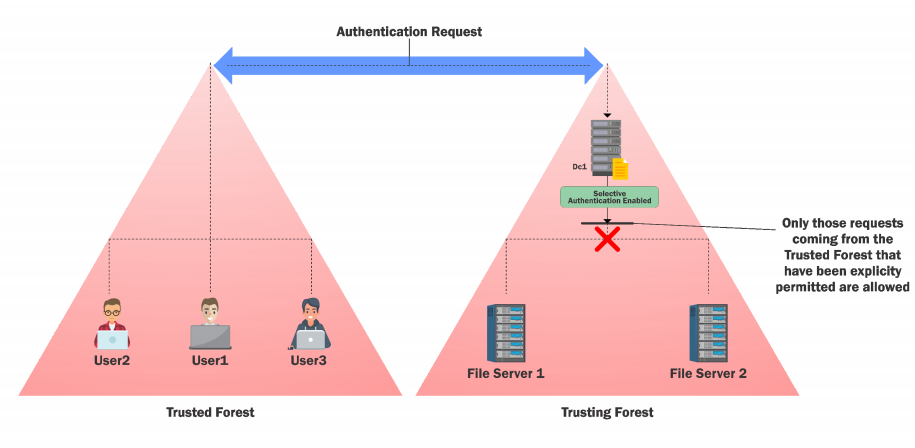 Authentication Request
Dc1
Selective
Authentication Enabled
Only those requests
coming from the
Trusted Forest that
have been explicity
permitted are allowed
User2
User1
User3
File Server 1
File Server 2
Trusted Forest
Trusting Forest